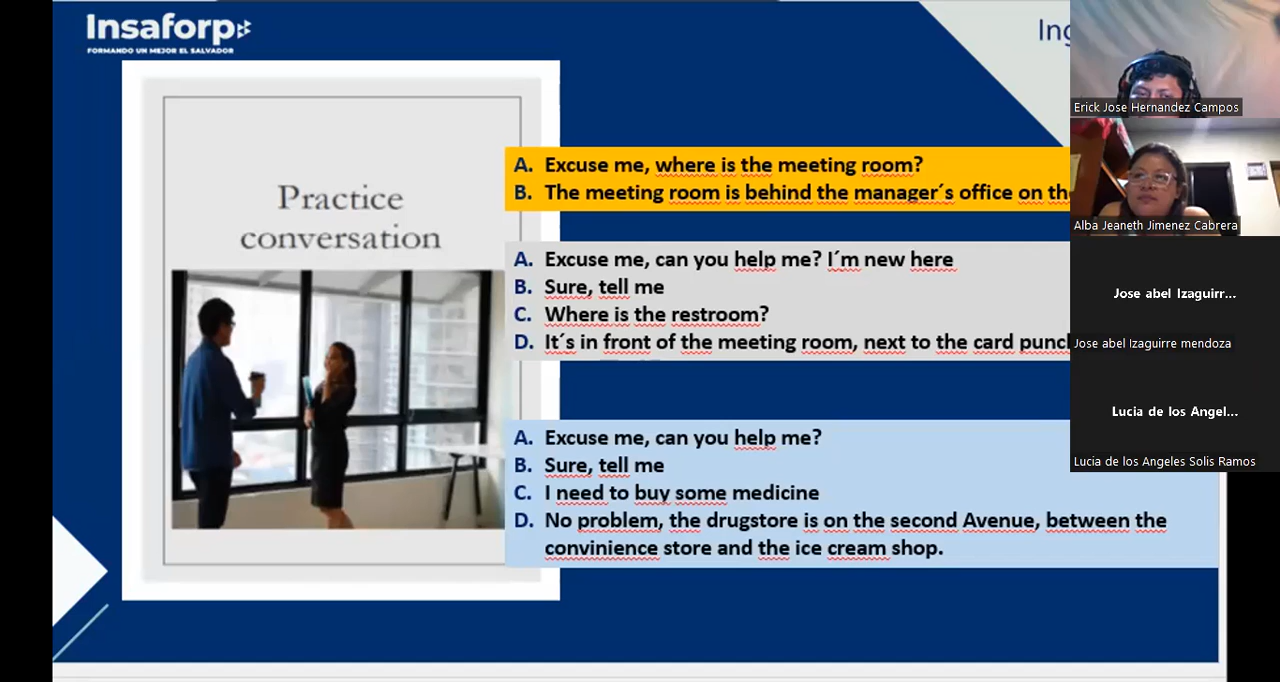 Insaforp
FORMANDO UN MEJOR EL SALVADOR
Practice
conversation
A. Excuse me, where is the meeting room?
B. The meeting room is behind the manager´s office on
A. Excuse me, can you help me? I´m new here
B. Sure, tell me
C. Where is the restroom?
D. It´s in front of the meeting room, next to the card
A. Excuse me, can you help me?
B. Sure, tell me
C. I need to buy some medicine
D. No problem, the drugstore is on the second Avenue, between the
convinience store and the ice cream shop.
Erick Jose Hernandez Campos
Alba Jeaneth Jimenez Cabrera
Jose abel Izaguirr...
Jose abel Izaguirre mendoza
Lucia de los Angel...
Lucia de los Angeles Solis Ramos